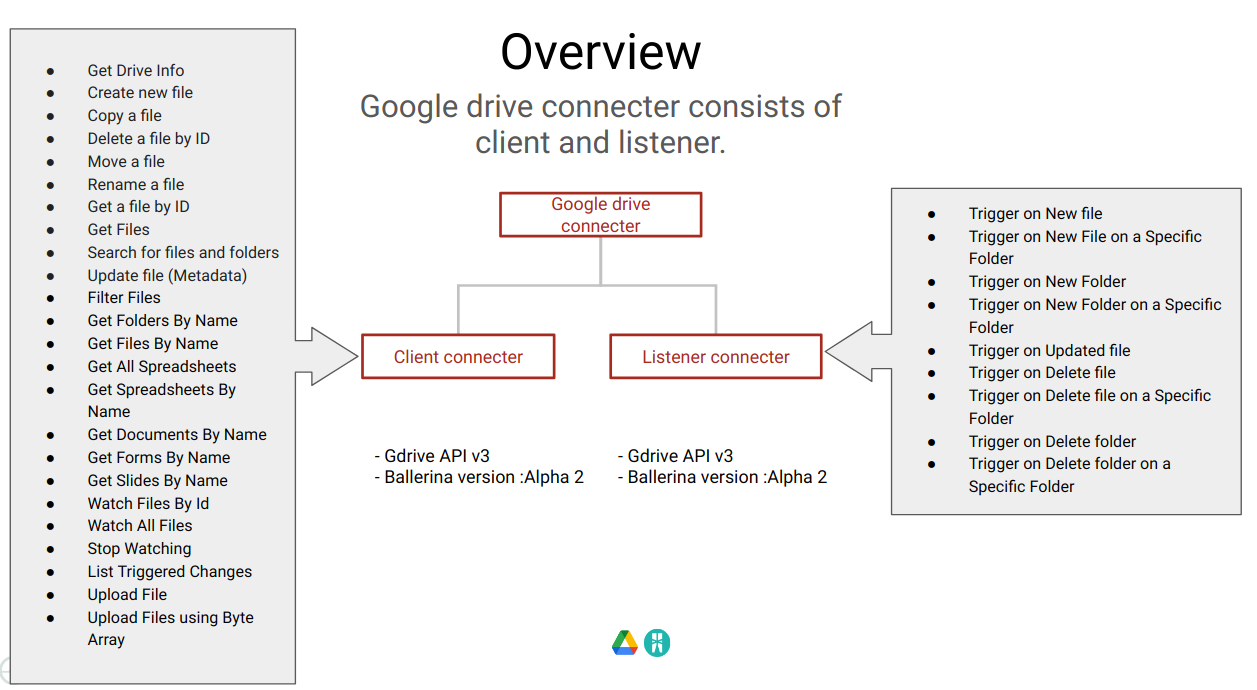 Overview
Google drive connecter consists of
client and listener.
● Get Drive Info
● Create new file
● Copy a file
● Delete a file by ID
● Move a file
● Rename a file
● Get a file by ID
● Get Files
● Search for files and folders
● Update file (Metadata)
● Filter Files
● Get Folders By Name
● Get Files By Name
● Get All Spreadsheets
● Get Spreadsheets By
Name
● Get Documents By Name
● Get Forms By Name
● Get Slides By Name
● Watch Files By Id
● Watch All Files
● Stop Watching
● List Triggered Changes
● Upload File
● Upload Files using Byte
Array
Google drive
connecter
Client connecter
Listener connecter
- Gdrive API v3
- Ballerina version :Alpha 2
- Gdrive API v3
- Ballerina version :Alpha 2
● Trigger on New file
● Trigger on New File on a Specific
Folder
● Trigger on New Folder
● Trigger on New Folder on a Specific
Folder
● Trigger on Updated file
● Trigger on Delete file
● Trigger on Delete file on a Specific
Folder
● Trigger on Delete folder
● Trigger on Delete folder on a
Specific Folder